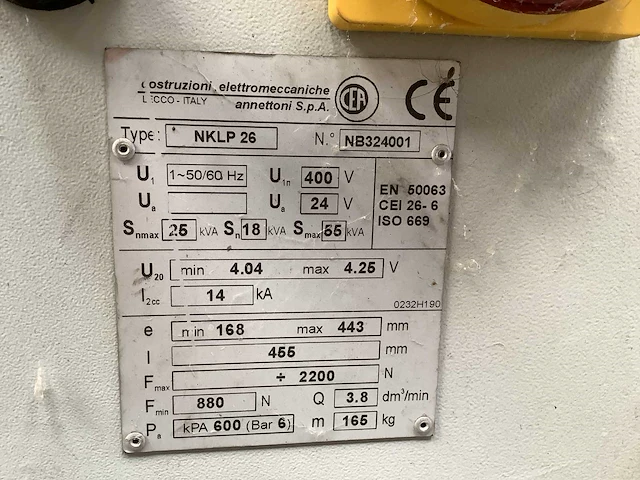 costruzioni elettromeccaniche
LECCO - ITALY annettoni S.p.A. CEA CE
Type: NKLP 26 N.° NB324001
U1 1~50/60 Hz U1n 400 V
Ua Ua 24 V
EN 50063
CEI 26-6
ISO 669
Snmax 25 kVA Sn 18 kVA Smax 55 kVA
U20 min 4.04 max 4.25 V
I2cc 14 kA
0232H190
e min 168 max 443 mm
l 455 mm
Fmax ÷ 2200 N
Fmin 880 N Q 3.8 dm³/min
Pa kPA 600 (Bar 6) m 165 kg